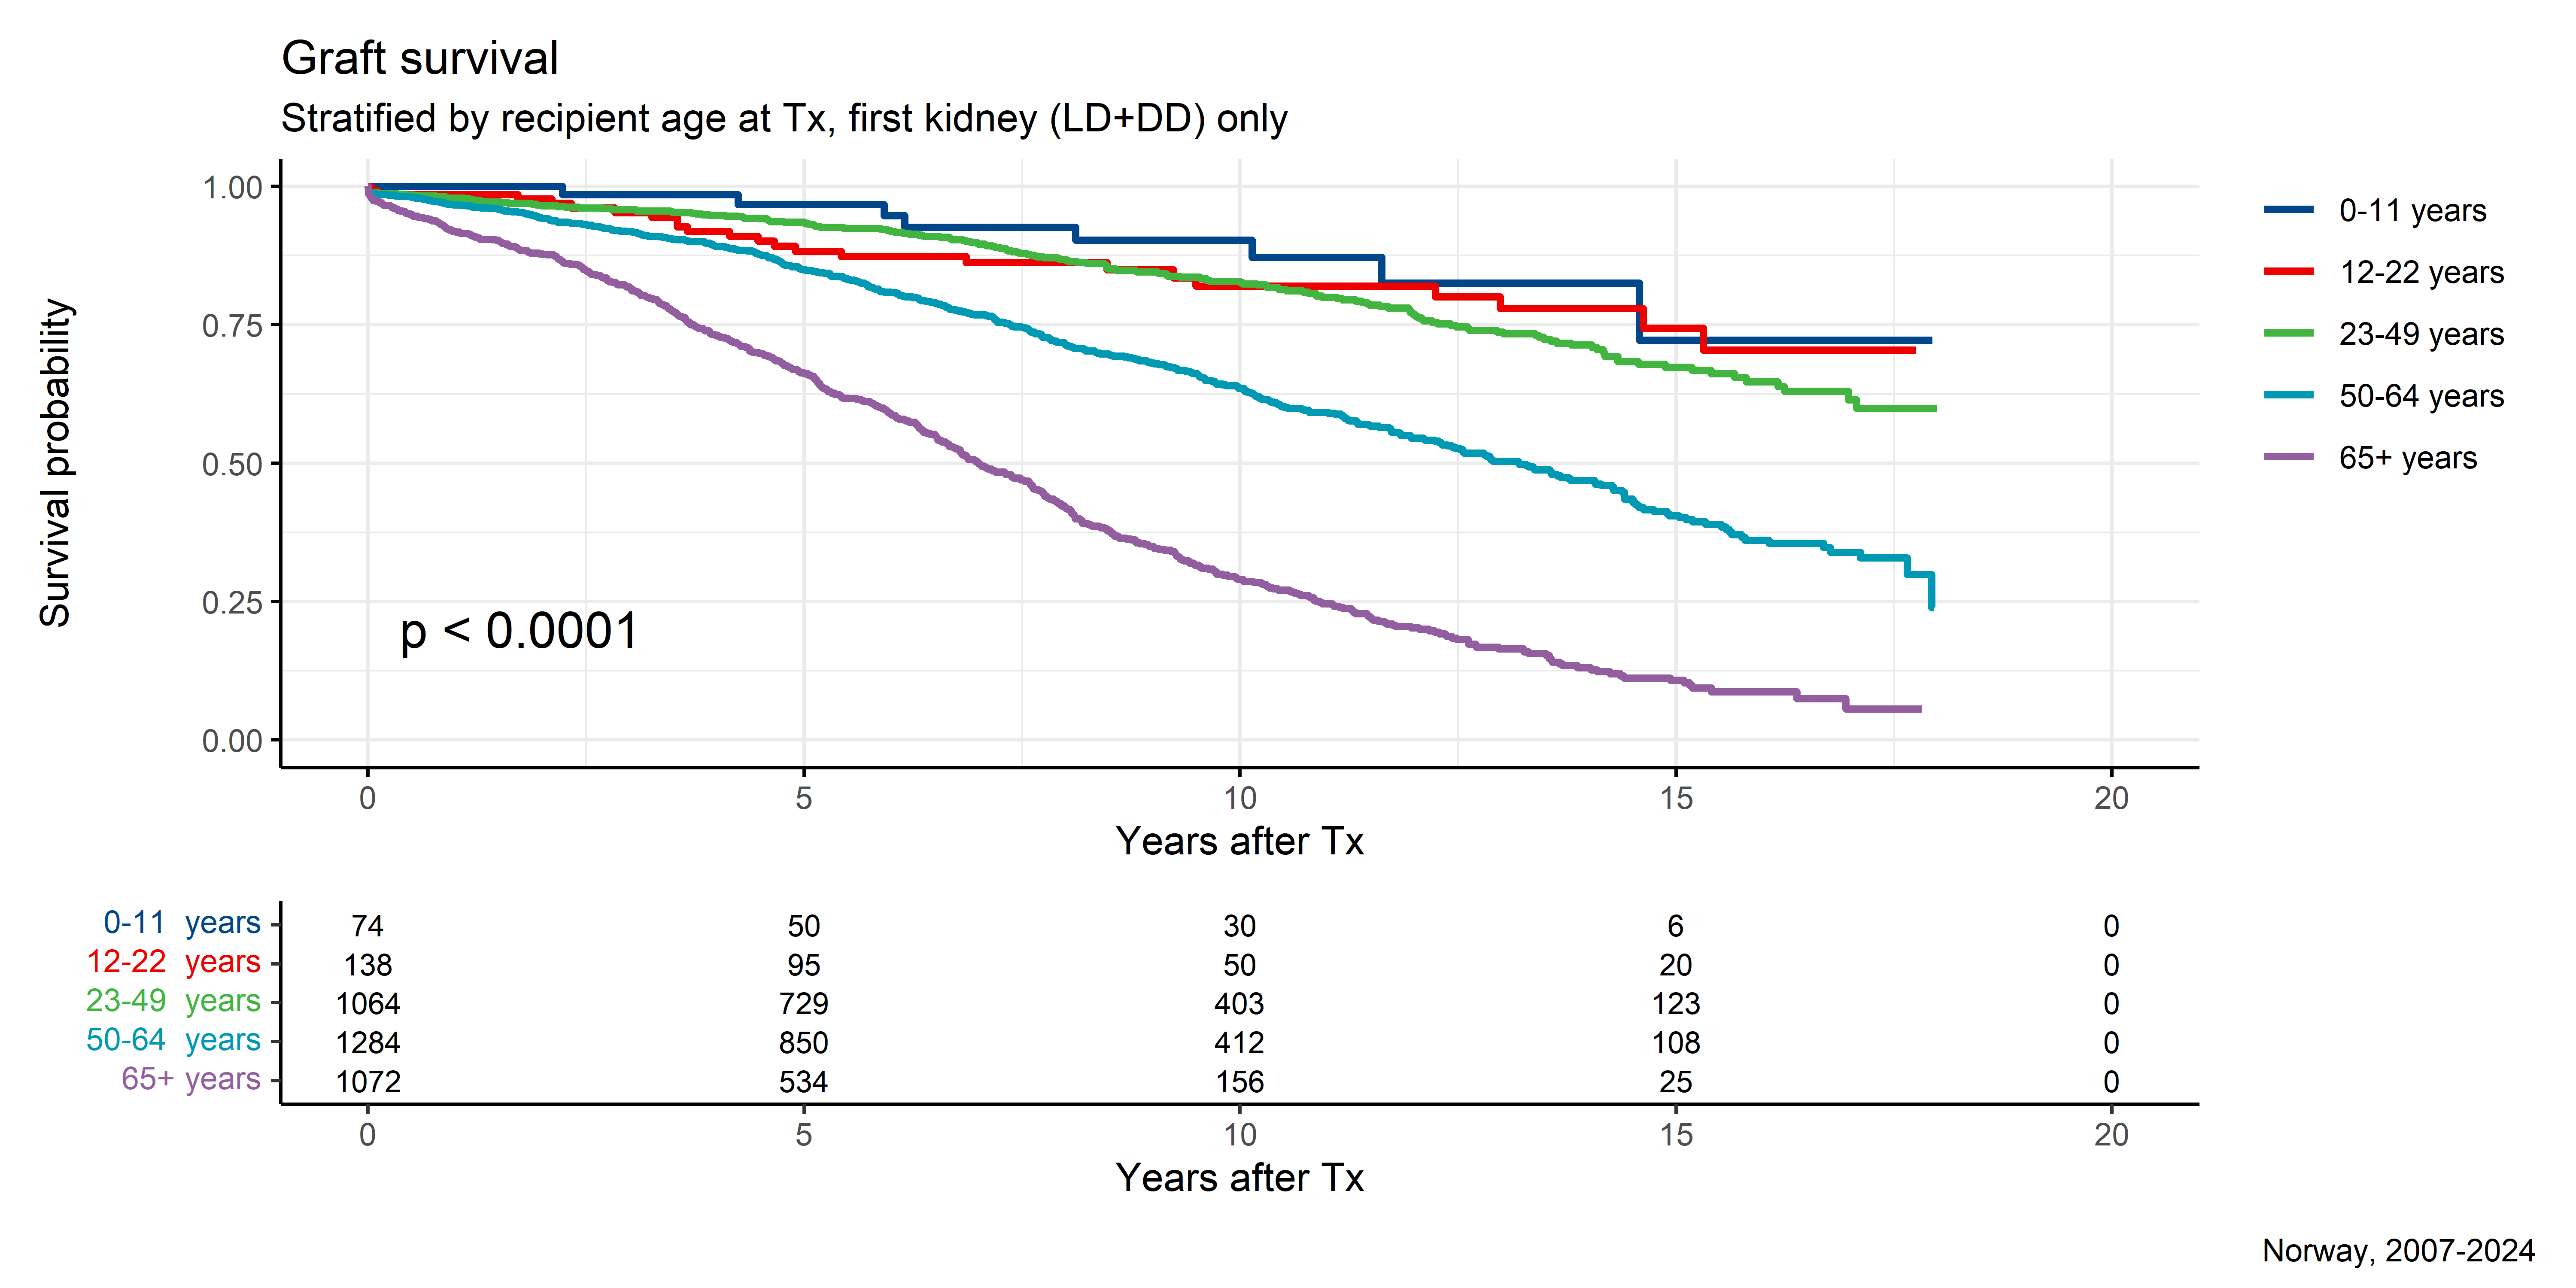 Graft survival
Stratified by recipient age at Tx, first kidney (LD+DD) only
Survival probability
1.00
0.75
0.50
0.25
0.00
p < 0.0001
0 5 10 15 20
Years after Tx
0-11 years
12-22 years
23-49 years
50-64 years
65+ years
0-11 years 74 50 30 6 0
12-22 years 138 95 50 20 0
23-49 years 1064 729 403 123 0
50-64 years 1284 850 412 108 0
65+ years 1072 534 156 25 0
0 5 10 15 20
Years after Tx
Norway, 2007-2024